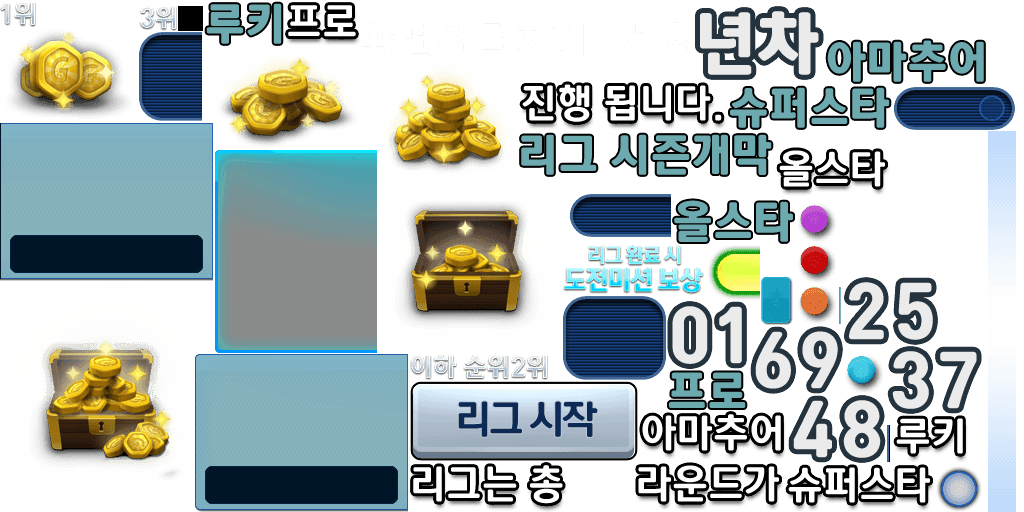 1위
3위
루키
프로
년차
아마추어
진행 됩니다.
슈퍼스타
리그 시즌개막
올스타
올스타
리그 완료 시
도전미션 보상
25
01
69
37
이하 순위
2위
프로
리그 시작
아마추어
48
루키
리그는 총
라운드가
슈퍼스타